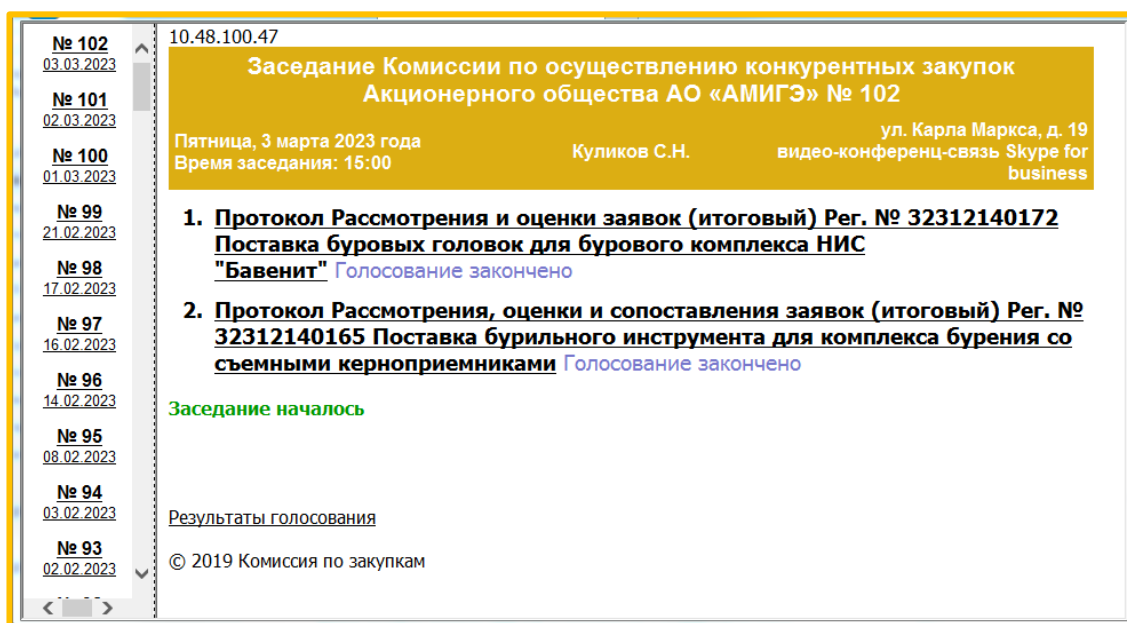 № 102
03.03.2023
№ 101
02.03.2023
№ 100
01.03.2023
№ 99
21.02.2023
№ 98
17.02.2023
№ 97
16.02.2023
№ 96
14.02.2023
№ 95
08.02.2023
№ 94
03.02.2023
№ 93
02.02.2023
10.48.100.47
Заседание Комиссии по осуществлению конкурентных закупок
Акционерного общества АО «АМИГЭ» № 102
Пятница, 3 марта 2023 года
Время заседания: 15:00
Куликов С.Н.
ул. Карла Маркса, д. 19
видео-конференц-связь Skype for
business
1. Протокол Рассмотрения и оценки заявок (итоговый) Рег. № 32312140172
Поставка буровых головок для бурового комплекса НИС
"Бавенит" Голосование закончено
2. Протокол Рассмотрения, оценки и сопоставления заявок (итоговый) Рег. №
32312140165 Поставка бурильного инструмента для комплекса бурения со
съемными керноприемниками Голосование закончено
Заседание началось
Результаты голосования
© 2019 Комиссия по закупкам